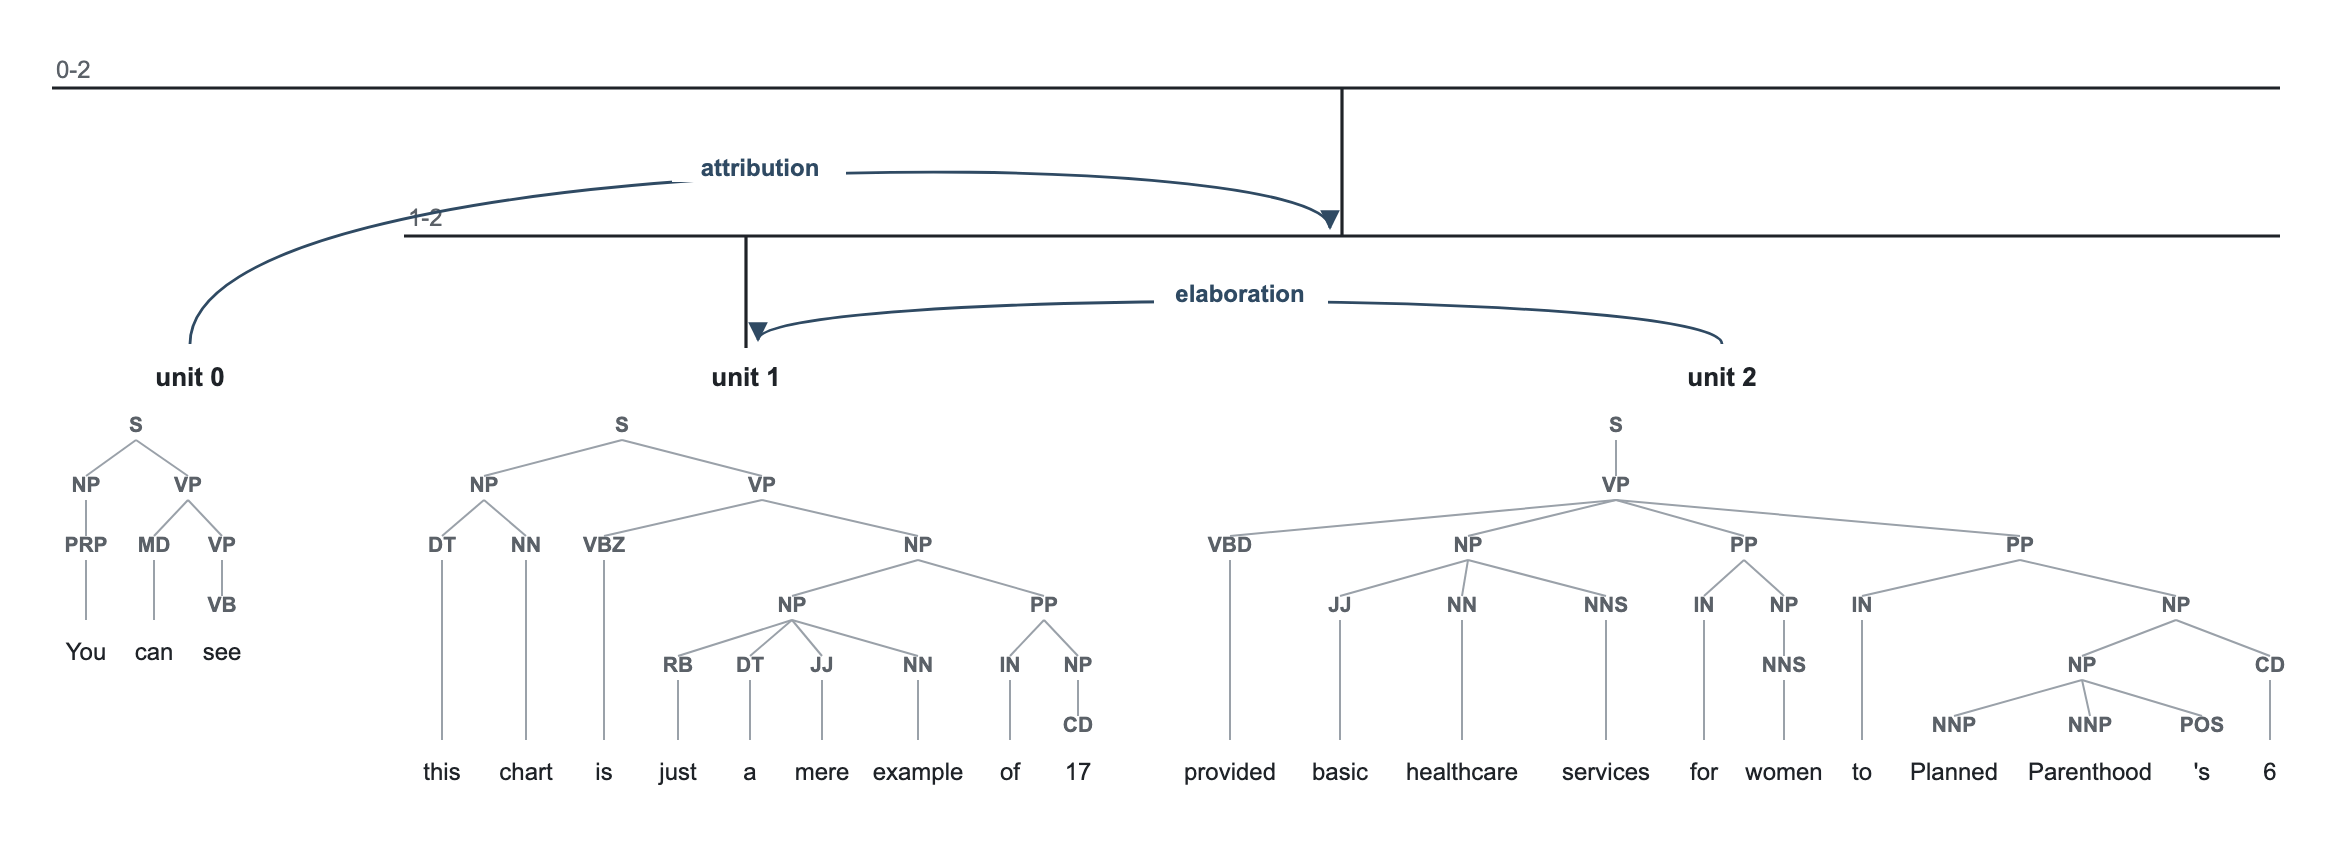 0-2
attribution
1-2
elaboration
unit 0 unit 1 unit 2
S S S
NP VP NP VP VP
PRP MD VP DT NN VBZ NP VBD NP PP PP
VB NP PP JJ NN NNS IN NP IN NP
You can see RB DT JJ NN IN NP NNS NP CD
CD NNP NNP POS
this chart is just a mere example of 17 provided basic healthcare services for women to Planned Parenthood 's 6